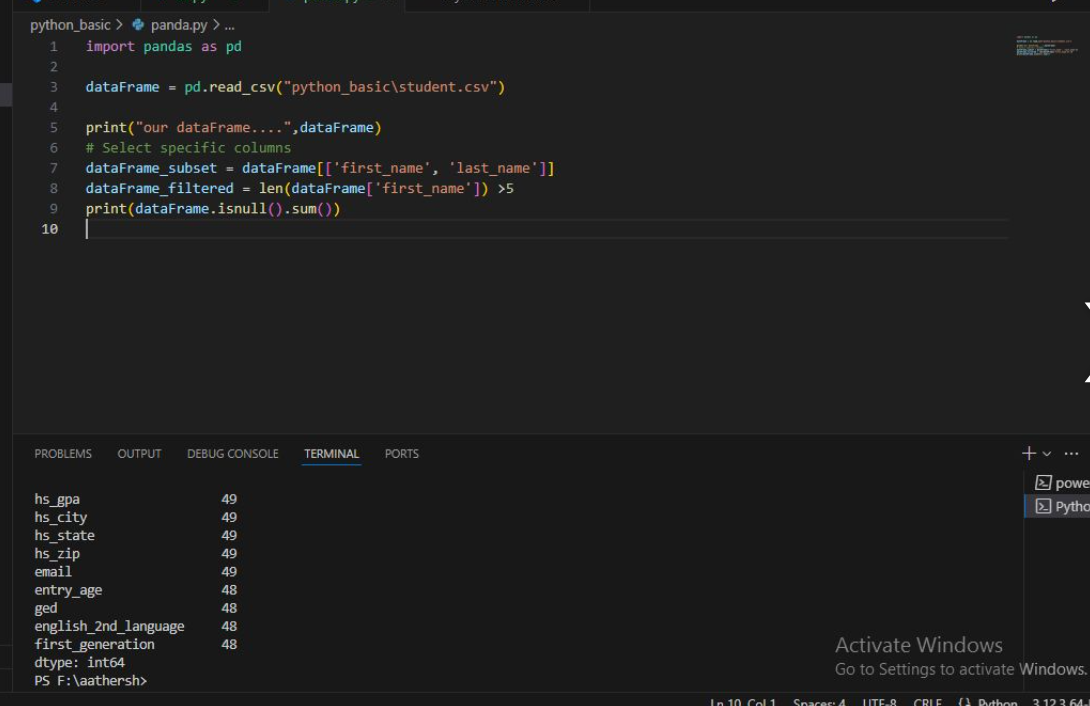 python_basic > panda.py > ...
1 import pandas as pd
2
3 dataFrame = pd.read_csv("python_basic\student.csv")
4
5 print("our dataFrame....",dataFrame)
6 # Select specific columns
7 dataFrame_subset = dataFrame[['first_name', 'last_name']]
8 dataFrame_filtered = len(dataFrame['first_name']) >5
9 print(dataFrame.isnull().sum())
10
PROBLEMS OUTPUT DEBUG CONSOLE TERMINAL PORTS
hs_gpa 49
hs_city 49
hs_state 49
hs_zip 49
email 49
entry_age 48
ged 48
english_2nd_language 48
first_generation 48
dtype: int64
PS F:\aathersh>
powe
Pytho
Activate Windows
Go to Settings to activate Windows.
Ln 10, Col 1 Spaces: 4 UTF-8 CRLF {} Python 3.12.3 64-